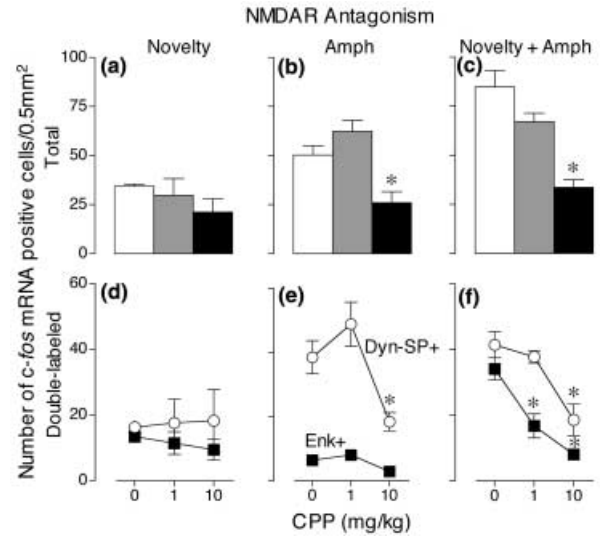 NMDAR Antagonism
Novelty
Amph
Novelty + Amph
Number of c-fos mRNA positive cells/0.5mm2
Total
Double-labeled
100
75
50
25
0
(a)
(b)
(c)
*
*
60
40
20
0
(d)
(e)
(f)
Dyn-SP+
Enk+
*
*
*
*
0 1 10
0 1 10
0 1 10
CPP (mg/kg)